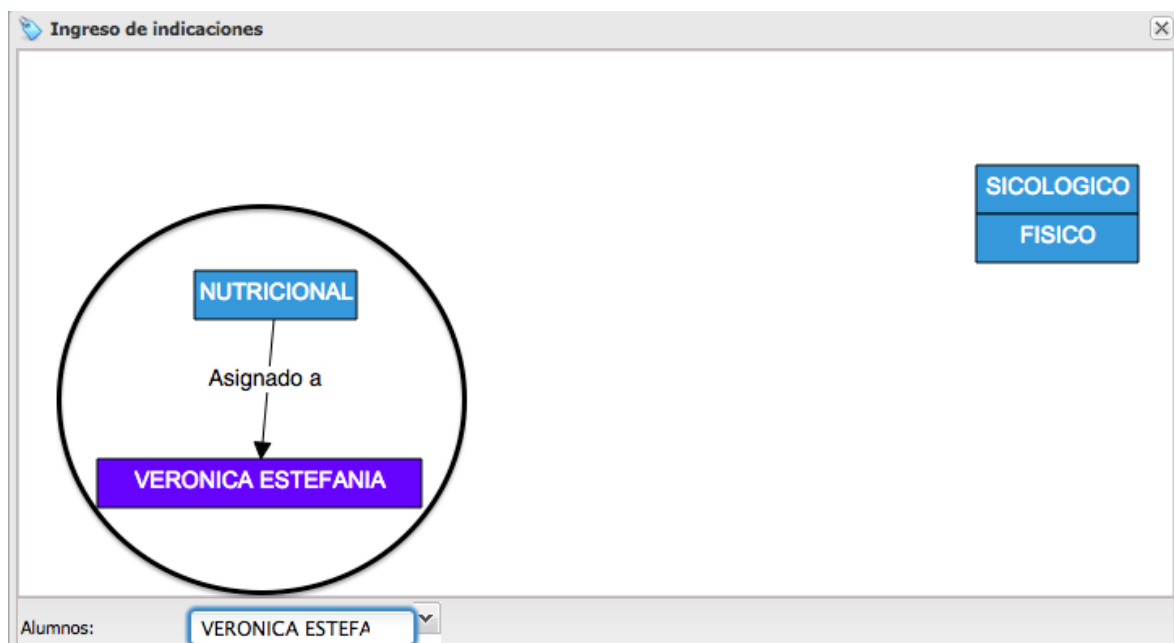 Ingreso de indicaciones
SICOLOGICO
FISICO
NUTRICIONAL
Asignado a
VERONICA ESTEFANIA
Alumnos: VERONICA ESTEFA